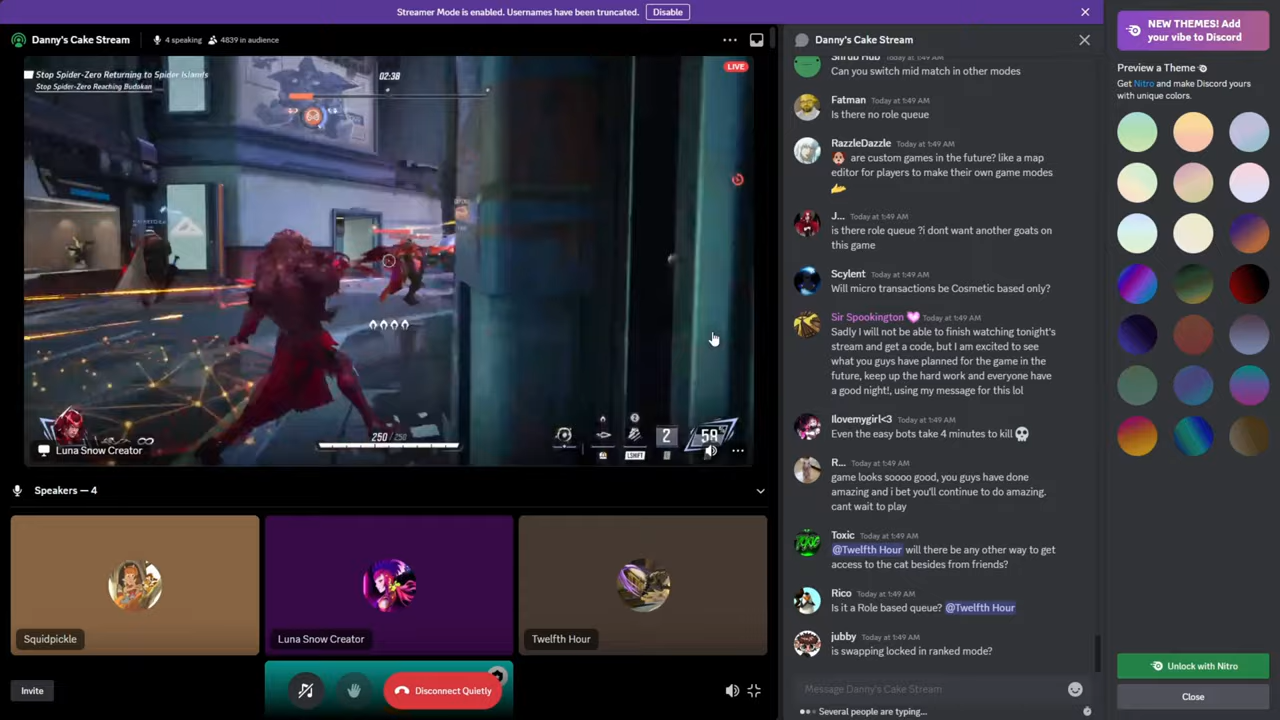 Streamer Mode is enabled. Usernames have been truncated.
Disable
Danny's Cake Stream
4 speaking
4839 in audience
Stop Spider-Zero Returning to Spider Islands
Stop Spider-Zero Reaching Budokan
02:38
LIVE
250 / 250
LSHIFT
2
59
Luna Snow Creator
Speakers — 4
Squidpickle
Luna Snow Creator
Twelfth Hour
Invite
Disconnect Quietly
Danny's Cake Stream
Shrub Hub Today at 1:49 AM
Can you switch mid match in other modes
Fatman Today at 1:49 AM
Is there no role queue
RazzleDazzle Today at 1:49 AM
are custom games in the future? like a map
editor for players to make their own game modes
J... Today at 1:49 AM
is there role queue ?i dont want another goats on
this game
Scylent Today at 1:49 AM
Will micro transactions be Cosmetic based only?
Sir Spookington Today at 1:49 AM
Sadly I will not be able to finish watching tonight's
stream and get a code, but I am excited to see
what you guys have planned for the game in the
future, keep up the hard work and everyone have
a good night!, using my message for this lol
Ilovemygirl<3 Today at 1:49 AM
Even the easy bots take 4 minutes to kill
R... Today at 1:49 AM
game looks soooo good, you guys have done
amazing and i bet you'll continue to do amazing.
cant wait to play
Toxic Today at 1:49 AM
@Twelfth Hour will there be any other way to get
access to the cat besides from friends?
Rico Today at 1:49 AM
Is it a Role based queue? @Twelfth Hour
jubby Today at 1:49 AM
is swapping locked in ranked mode?
Message Danny's Cake Stream
Several people are typing...
NEW THEMES! Add
your vibe to Discord
Preview a Theme
Get Nitro and make Discord yours
with unique colors.
Unlock with Nitro
Close